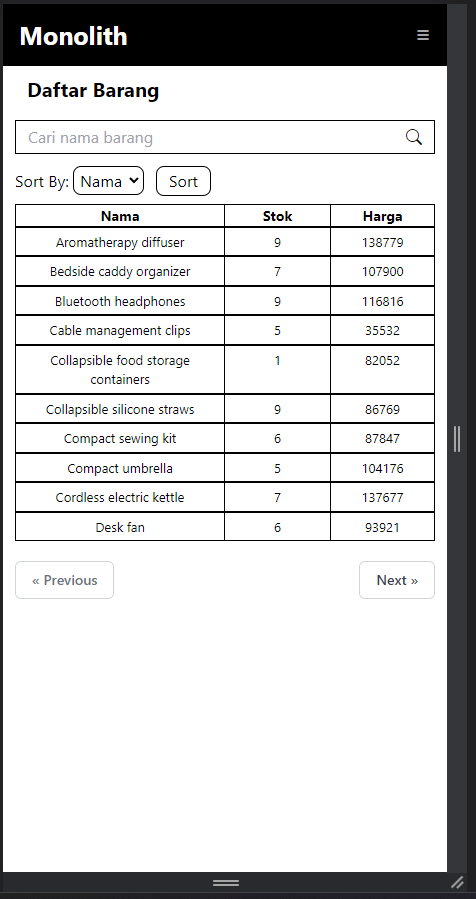 Monolith
Daftar Barang
Cari nama barang
Sort By: Nama Sort
Nama Stok Harga
Aromatherapy diffuser 9 138779
Bedside caddy organizer 7 107900
Bluetooth headphones 9 116816
Cable management clips 5 35532
Collapsible food storage 1 82052
containers
Collapsible silicone straws 9 86769
Compact sewing kit 6 87847
Compact umbrella 5 104176
Cordless electric kettle 7 137677
Desk fan 6 93921
« Previous Next »